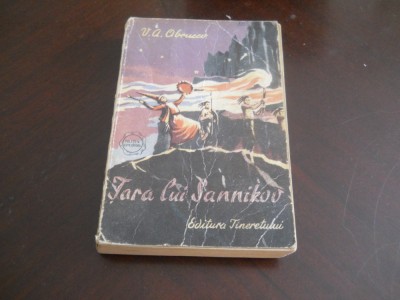 V. A. Obrucev
Țara lui Sannikov
Editura Tineretului